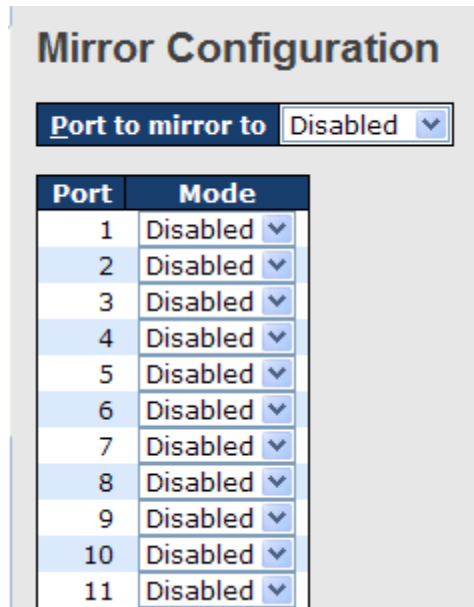 Mirror Configuration
Port to mirror to Disabled
Port Mode
1 Disabled
2 Disabled
3 Disabled
4 Disabled
5 Disabled
6 Disabled
7 Disabled
8 Disabled
9 Disabled
10 Disabled
11 Disabled